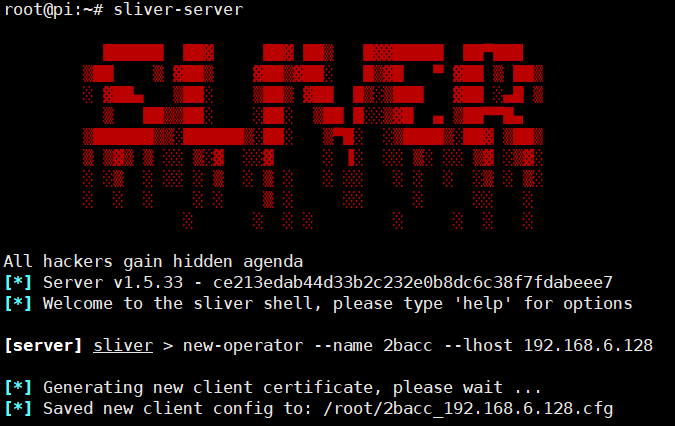 root@pi:~# sliver-server
SLIVER
All hackers gain hidden agenda
[*] Server v1.5.33 - ce213edab44d33b2c232e0b8dc6c38f7fdabeee7
[*] Welcome to the sliver shell, please type 'help' for options
[server] sliver > new-operator --name 2bacc --lhost 192.168.6.128
[*] Generating new client certificate, please wait ...
[*] Saved new client config to: /root/2bacc_192.168.6.128.cfg